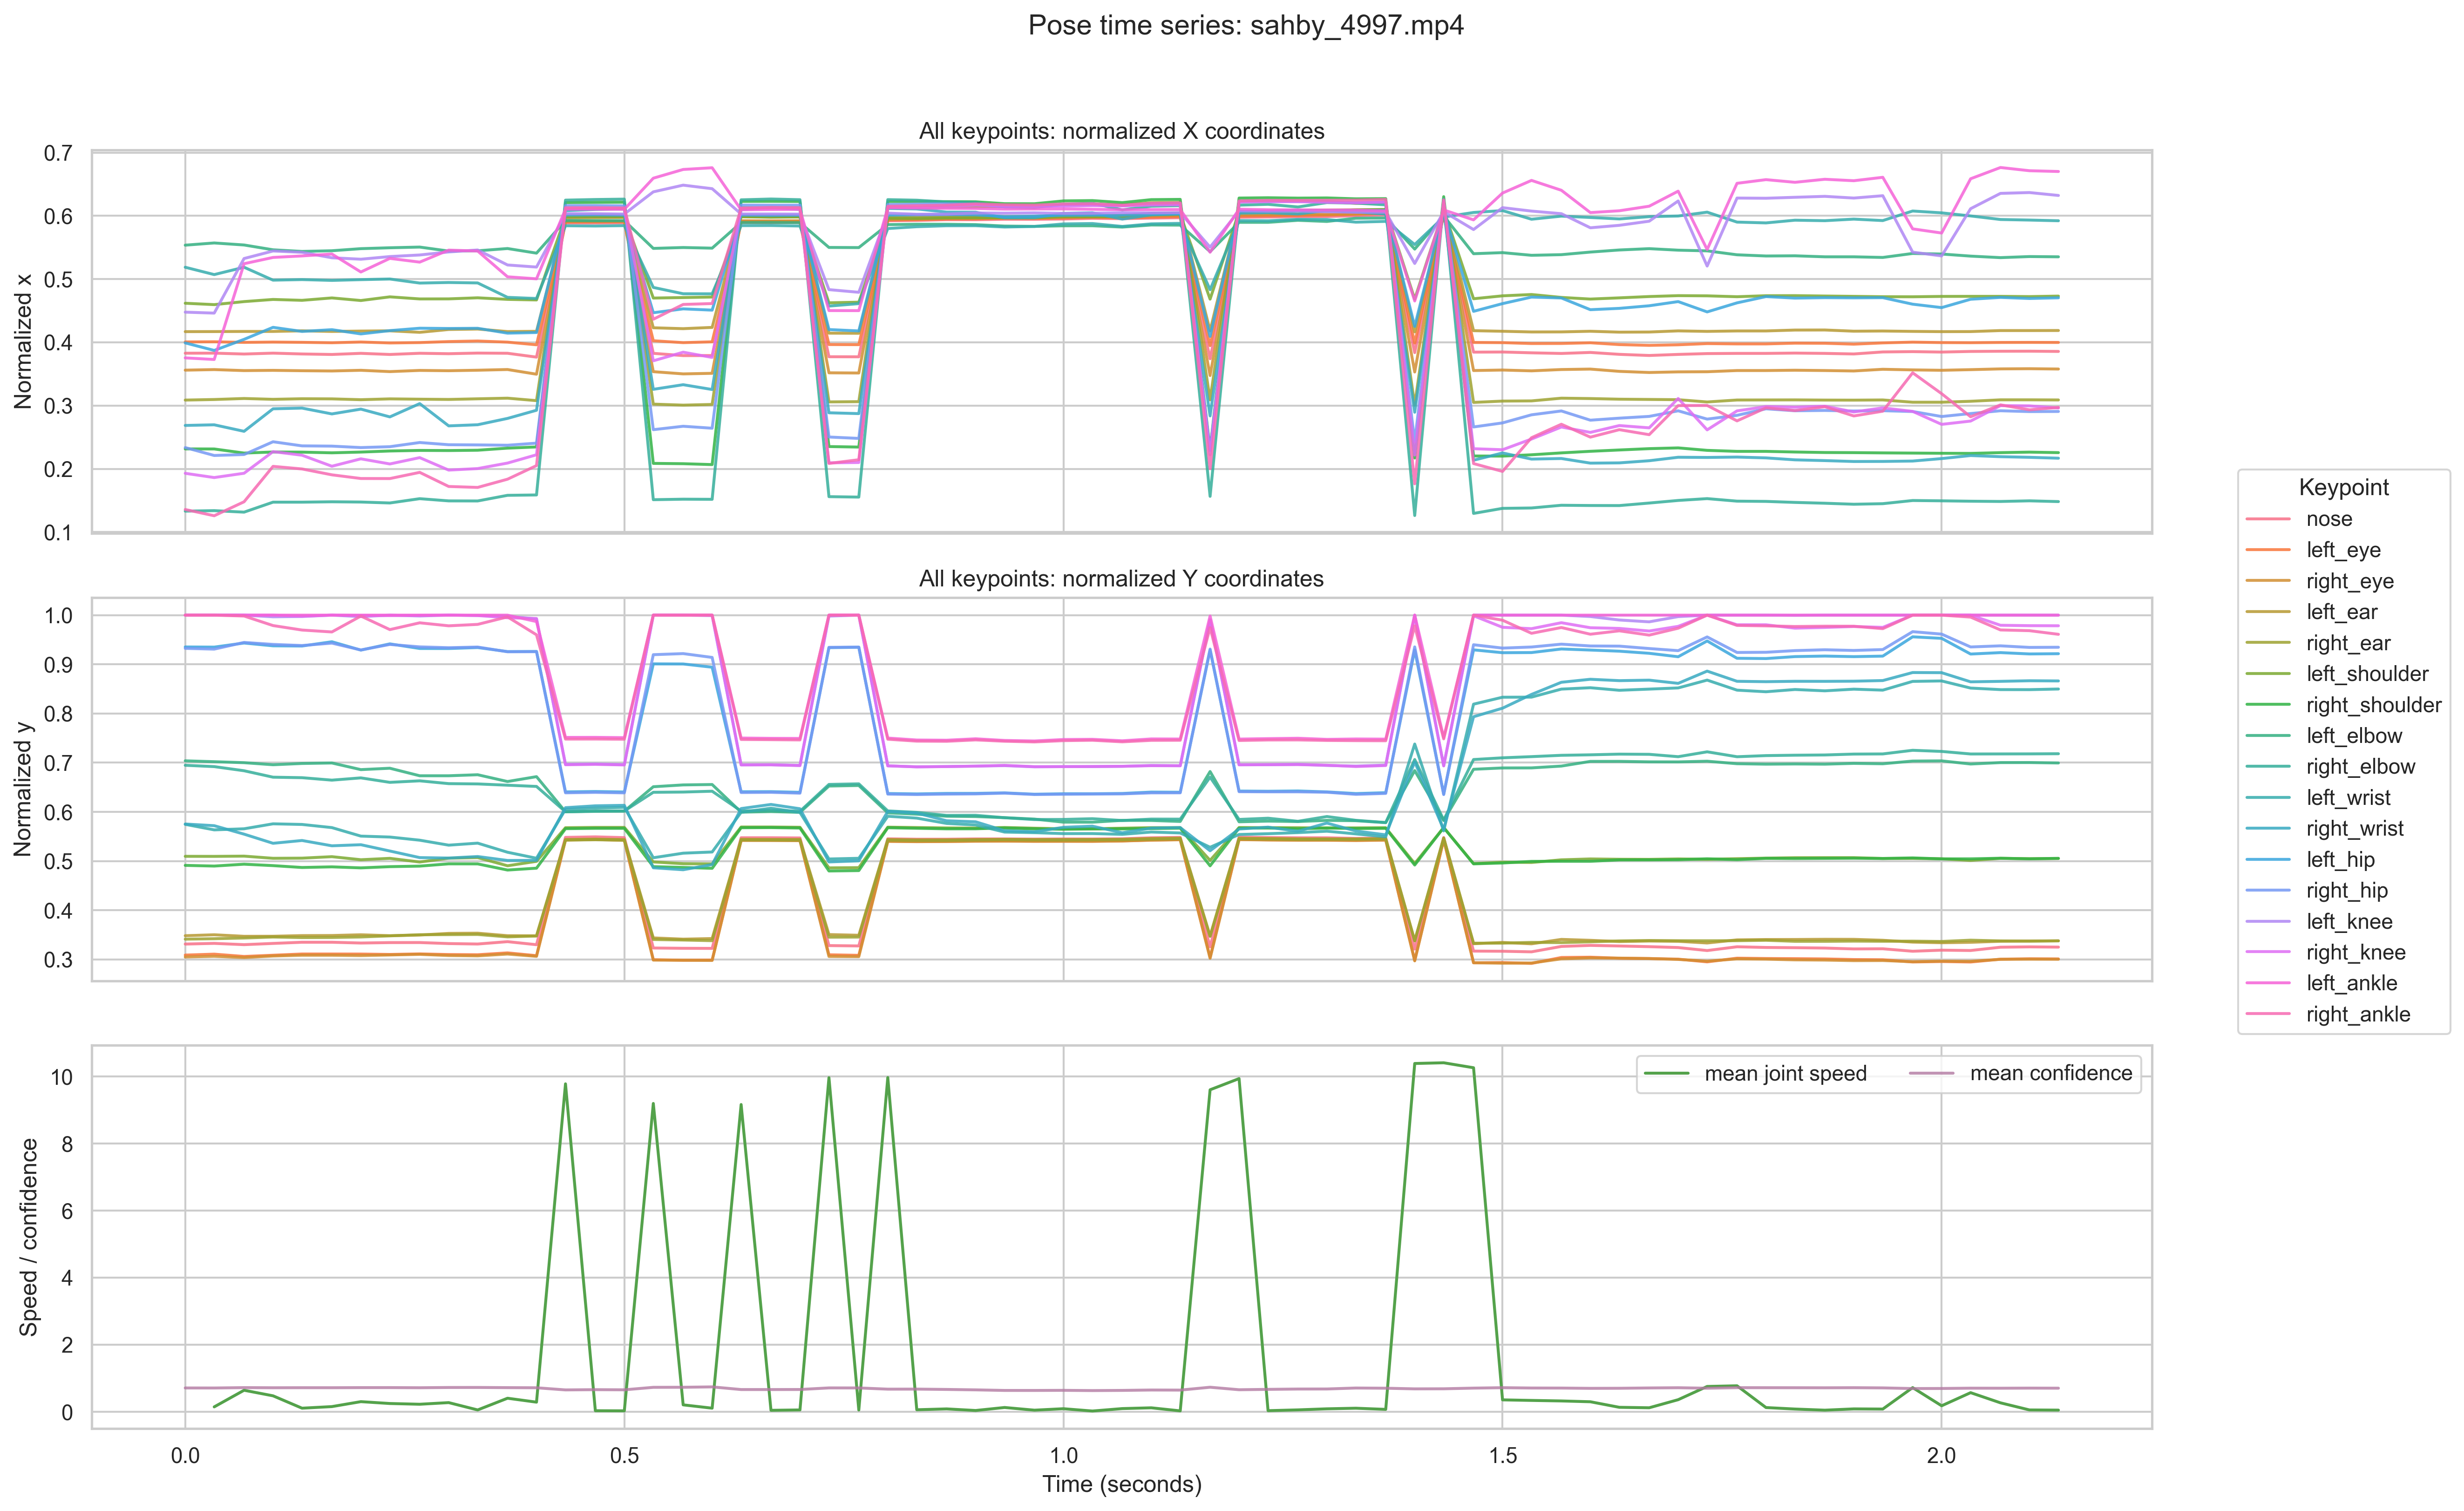 Pose time series: sahby_4997.mp4
All keypoints: normalized X coordinates
Normalized x
0.7
0.6
0.5
0.4
0.3
0.2
0.1
All keypoints: normalized Y coordinates
Normalized y
1.0
0.9
0.8
0.7
0.6
0.5
0.4
0.3
Keypoint
nose
left_eye
right_eye
left_ear
right_ear
left_shoulder
right_shoulder
left_elbow
right_elbow
left_wrist
right_wrist
left_hip
right_hip
left_knee
right_knee
left_ankle
right_ankle
Speed / confidence
10
8
6
4
2
0
mean joint speed
mean confidence
0.0
0.5
1.0
1.5
2.0
Time (seconds)